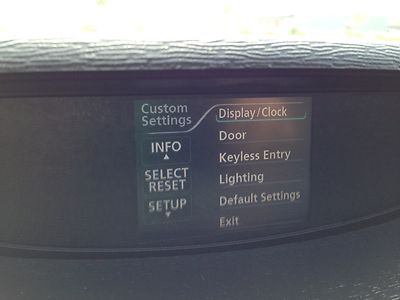 Custom
Settings
INFO
SELECT
RESET
SETUP
Display/Clock
Door
Keyless Entry
Lighting
Default Settings
Exit